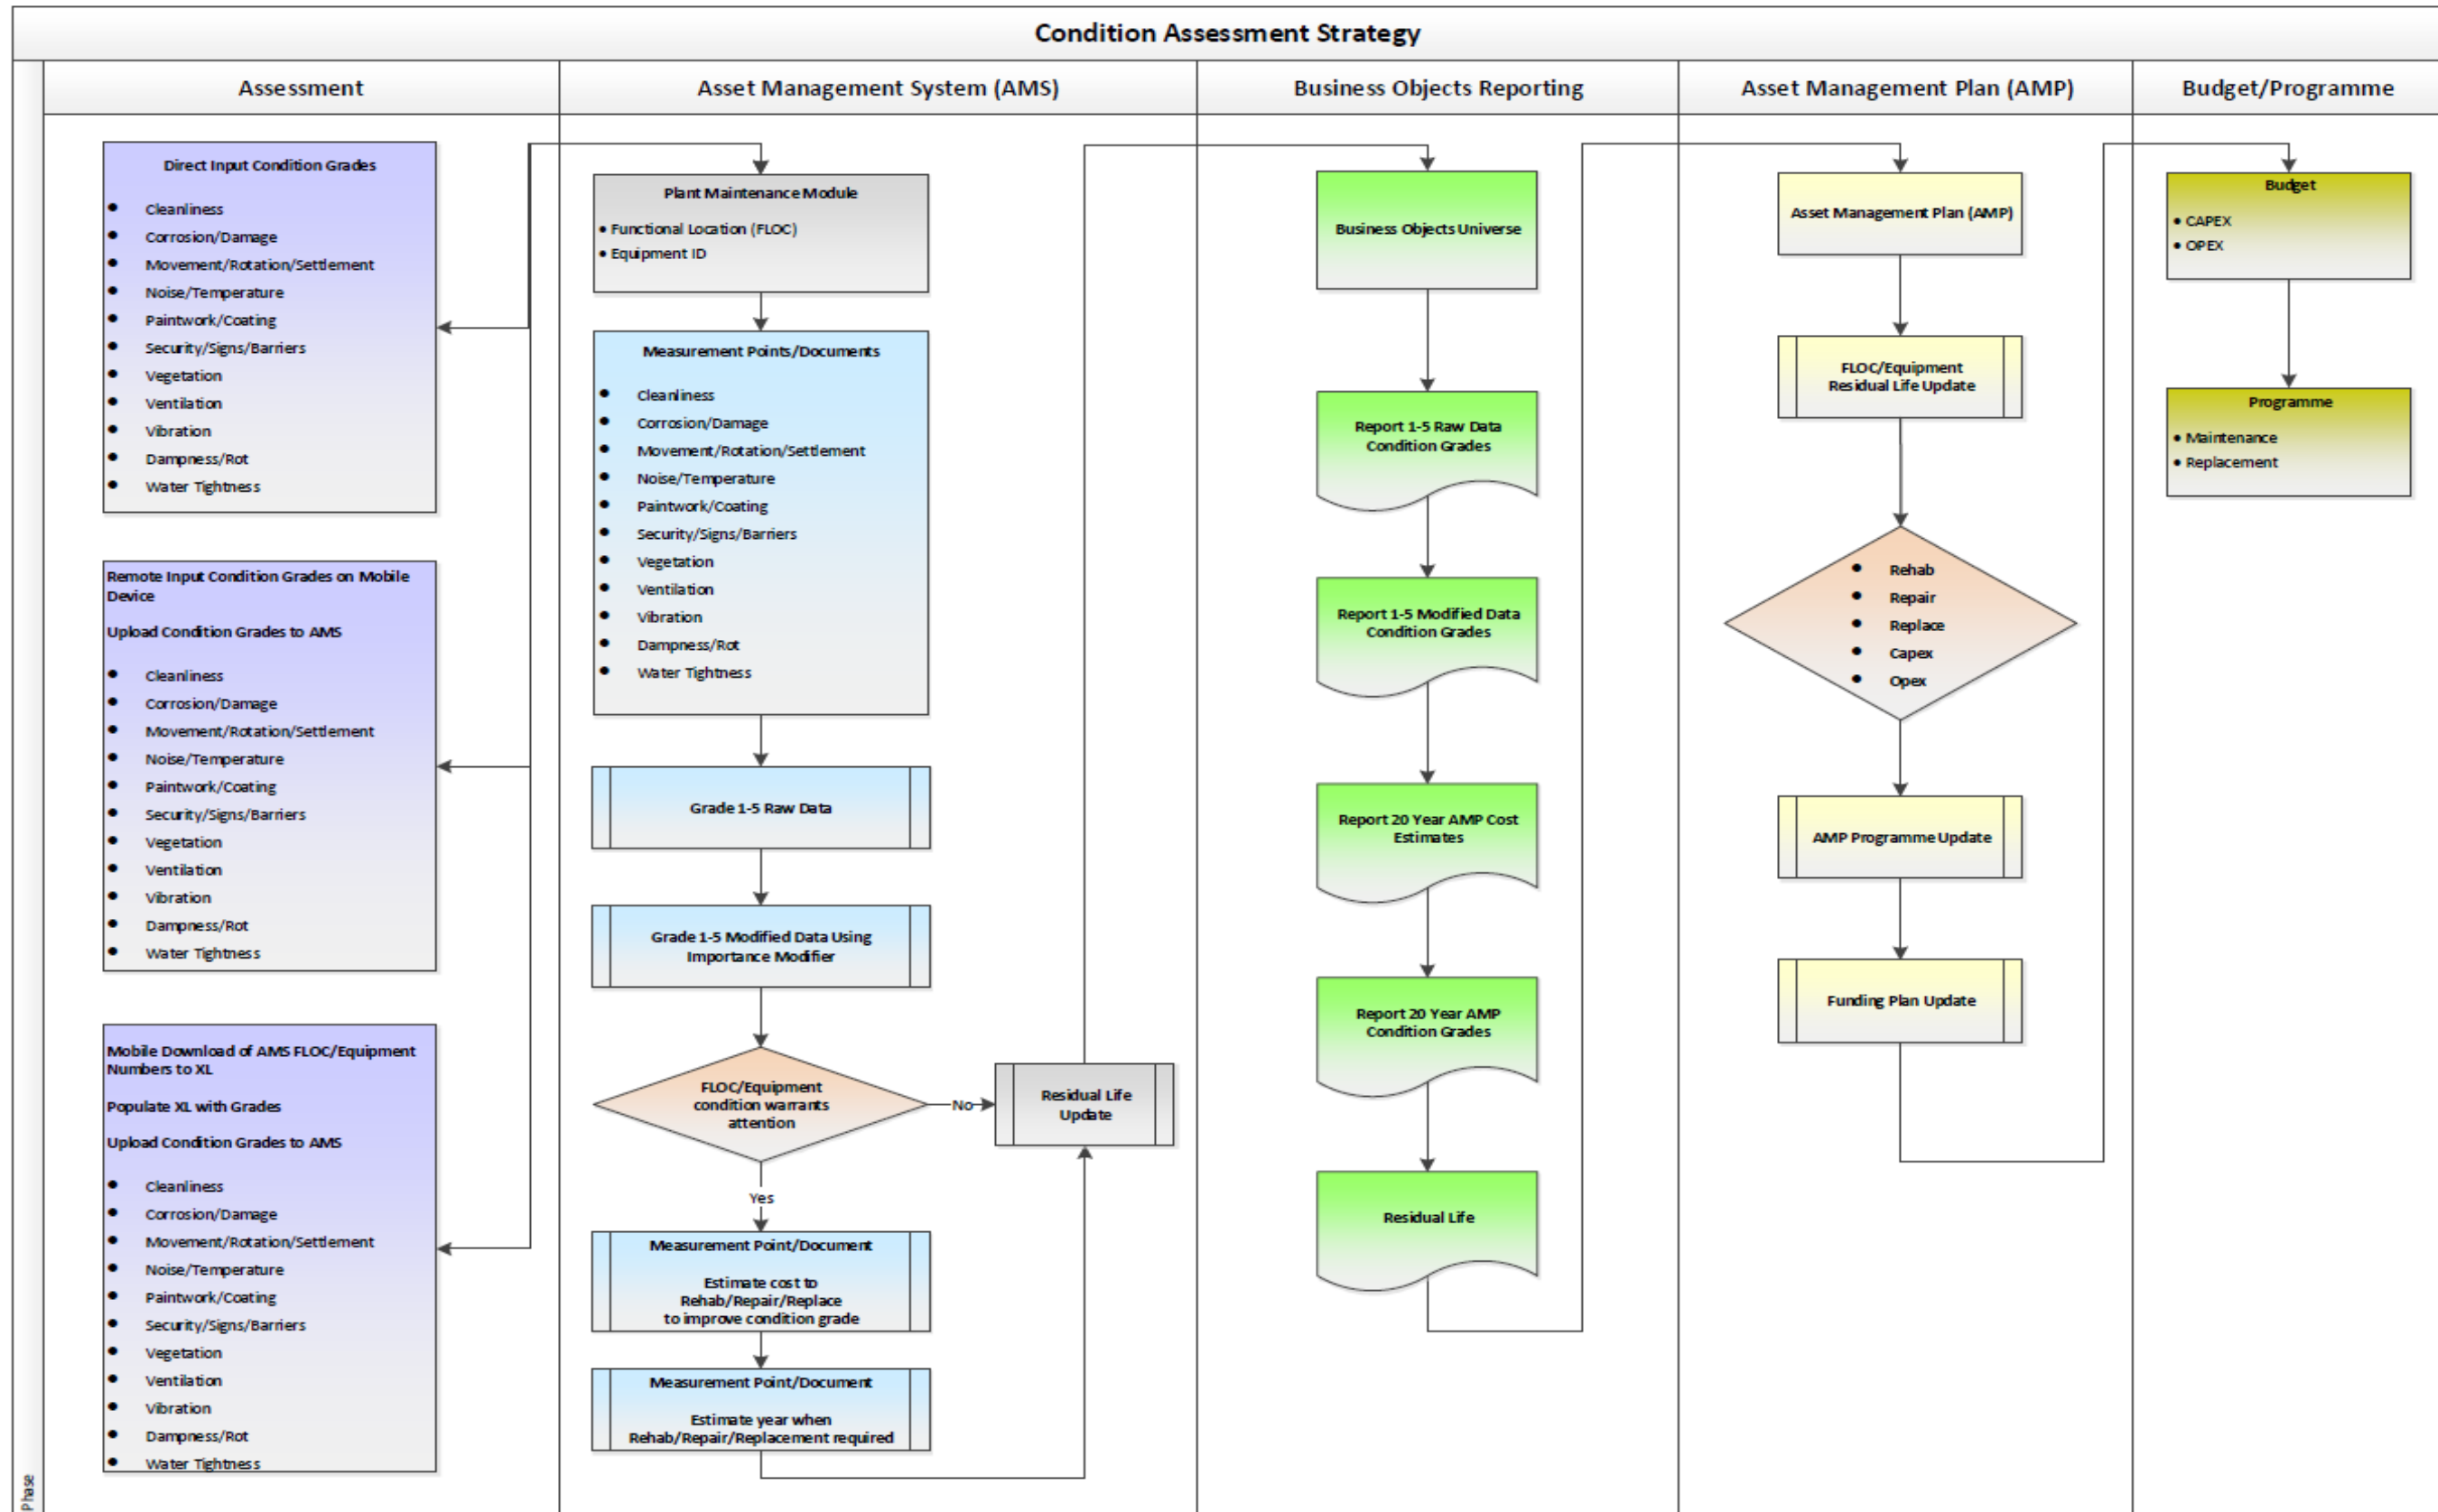 Condition Assessment Strategy
Assessment
Asset Management System (AMS)
Business Objects Reporting
Asset Management Plan (AMP)
Budget/Programme
Phase
Direct Input Condition Grades
• Cleanliness
• Corrosion/Damage
• Movement/Rotation/Settlement
• Noise/Temperature
• Paintwork/Coating
• Security/Signs/Barriers
• Vegetation
• Ventilation
• Vibration
• Dampness/Rot
• Water Tightness
Remote Input Condition Grades on Mobile
Device
Upload Condition Grades to AMS
• Cleanliness
• Corrosion/Damage
• Movement/Rotation/Settlement
• Noise/Temperature
• Paintwork/Coating
• Security/Signs/Barriers
• Vegetation
• Ventilation
• Vibration
• Dampness/Rot
• Water Tightness
Mobile Download of AMS FLOC/Equipment
Numbers to XL
Populate XL with Grades
Upload Condition Grades to AMS
• Cleanliness
• Corrosion/Damage
• Movement/Rotation/Settlement
• Noise/Temperature
• Paintwork/Coating
• Security/Signs/Barriers
• Vegetation
• Ventilation
• Vibration
• Dampness/Rot
• Water Tightness
Plant Maintenance Module
• Functional Location (FLOC)
• Equipment ID
Measurement Points/Documents
• Cleanliness
• Corrosion/Damage
• Movement/Rotation/Settlement
• Noise/Temperature
• Paintwork/Coating
• Security/Signs/Barriers
• Vegetation
• Ventilation
• Vibration
• Dampness/Rot
• Water Tightness
Grade 1-5 Raw Data
Grade 1-5 Modified Data Using
Importance Modifier
FLOC/Equipment
condition warrants
attention
No
Residual Life
Update
Yes
Measurement Point/Document
Estimate cost to
Rehab/Repair/Replace
to improve condition grade
Measurement Point/Document
Estimate year when
Rehab/Repair/Replacement required
Business Objects Universe
Report 1-5 Raw Data
Condition Grades
Report 1-5 Modified Data
Condition Grades
Report 20 Year AMP Cost
Estimates
Report 20 Year AMP
Condition Grades
Residual Life
Asset Management Plan (AMP)
FLOC/Equipment
Residual Life Update
• Rehab
• Repair
• Replace
• Capex
• Opex
AMP Programme Update
Funding Plan Update
Budget
• CAPEX
• OPEX
Programme
• Maintenance
• Replacement